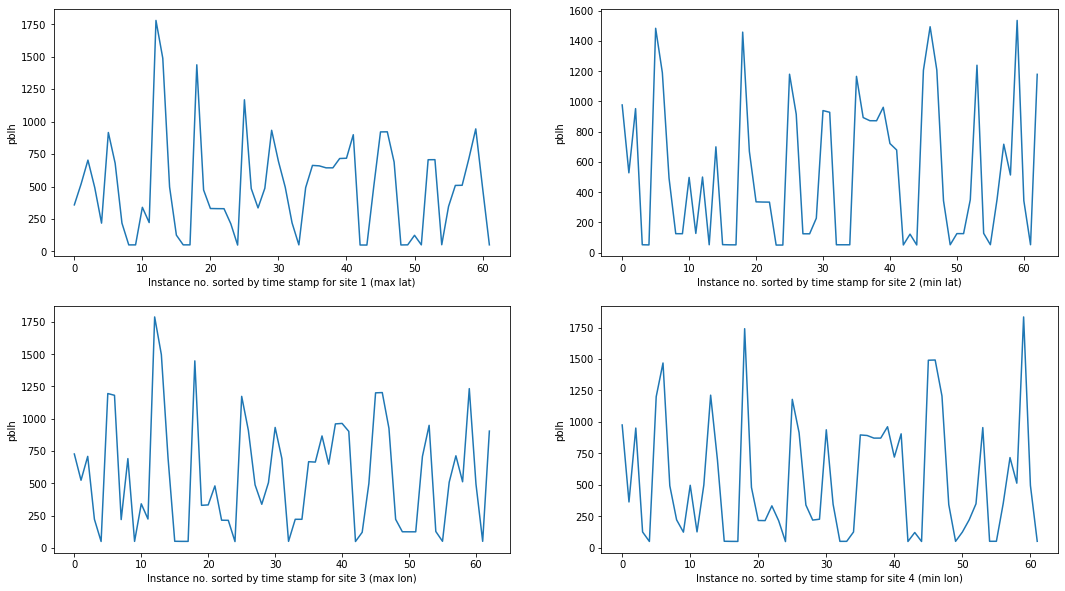 1750
1500
1250
1000
750
500
250
0
pblh
0 10 20 30 40 50 60
Instance no. sorted by time stamp for site 1 (max lat)
1600
1400
1200
1000
800
600
400
200
0
pblh
0 10 20 30 40 50 60
Instance no. sorted by time stamp for site 2 (min lat)
1750
1500
1250
1000
750
500
250
0
pblh
0 10 20 30 40 50 60
Instance no. sorted by time stamp for site 3 (max lon)
1750
1500
1250
1000
750
500
250
0
pblh
0 10 20 30 40 50 60
Instance no. sorted by time stamp for site 4 (min lon)